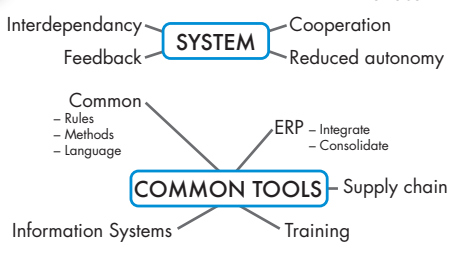 Interdependancy
Cooperation
SYSTEM
Feedback
Reduced autonomy
Common
– Rules
– Methods
– Language
ERP – Integrate
– Consolidate
COMMON TOOLS
Supply chain
Information Systems
Training